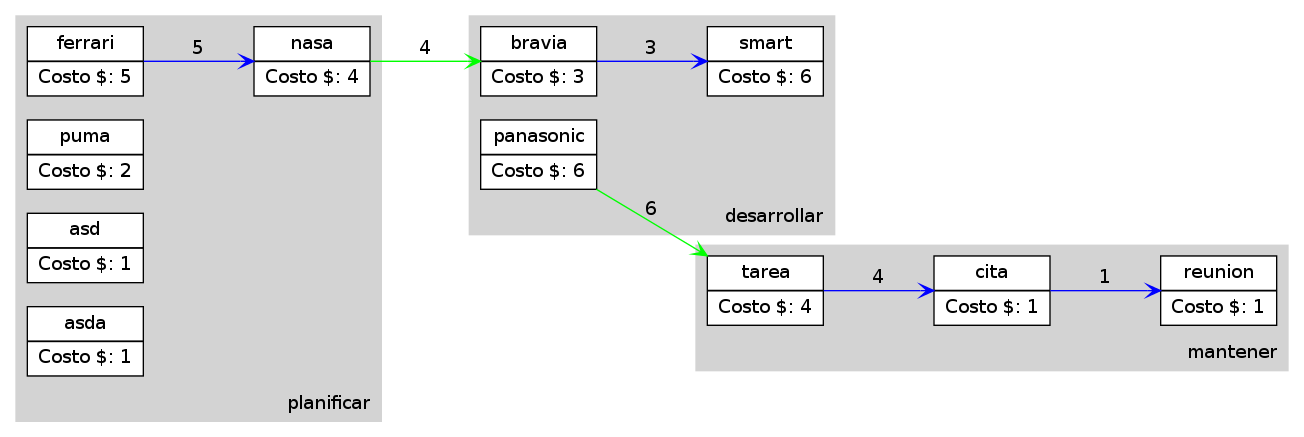 ferrari
Costo $: 5
5
nasa
Costo $: 4
4
bravia
Costo $: 3
3
smart
Costo $: 6
puma
Costo $: 2
panasonic
Costo $: 6
6
asd
Costo $: 1
desarrollar
tarea
Costo $: 4
4
cita
Costo $: 1
1
reunion
Costo $: 1
asda
Costo $: 1
mantener
planificar